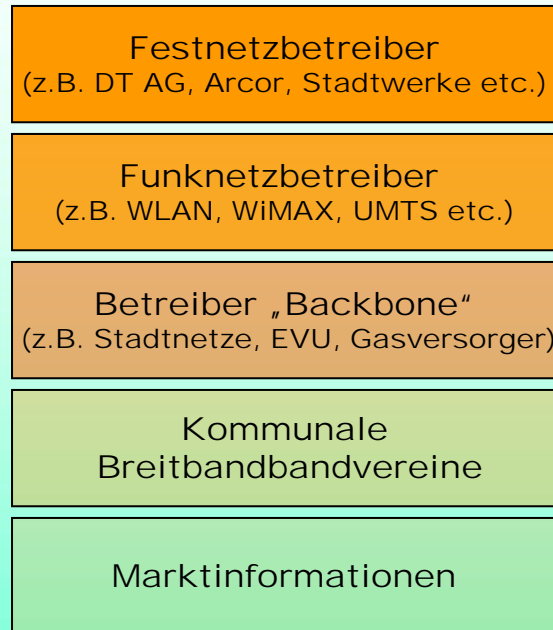 Festnetzbetreiber
(z.B. DT AG, Arcor, Stadtwerke etc.)
Funknetzbetreiber
(z.B. WLAN, WiMAX, UMTS etc.)
Betreiber „Backbone“
(z.B. Stadtnetze, EVU, Gasversorger)
Kommunale
Breitbandbandvereine
Marktinformationen